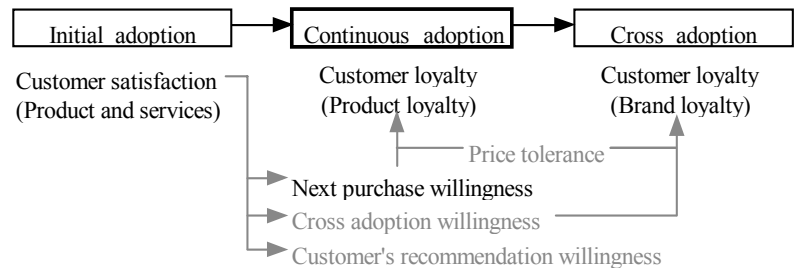 Initial adoption
Continuous adoption
Cross adoption
Customer satisfaction
(Product and services)
Customer loyalty
(Product loyalty)
Customer loyalty
(Brand loyalty)
Price tolerance
Next purchase willingness
Cross adoption willingness
Customer's recommendation willingness